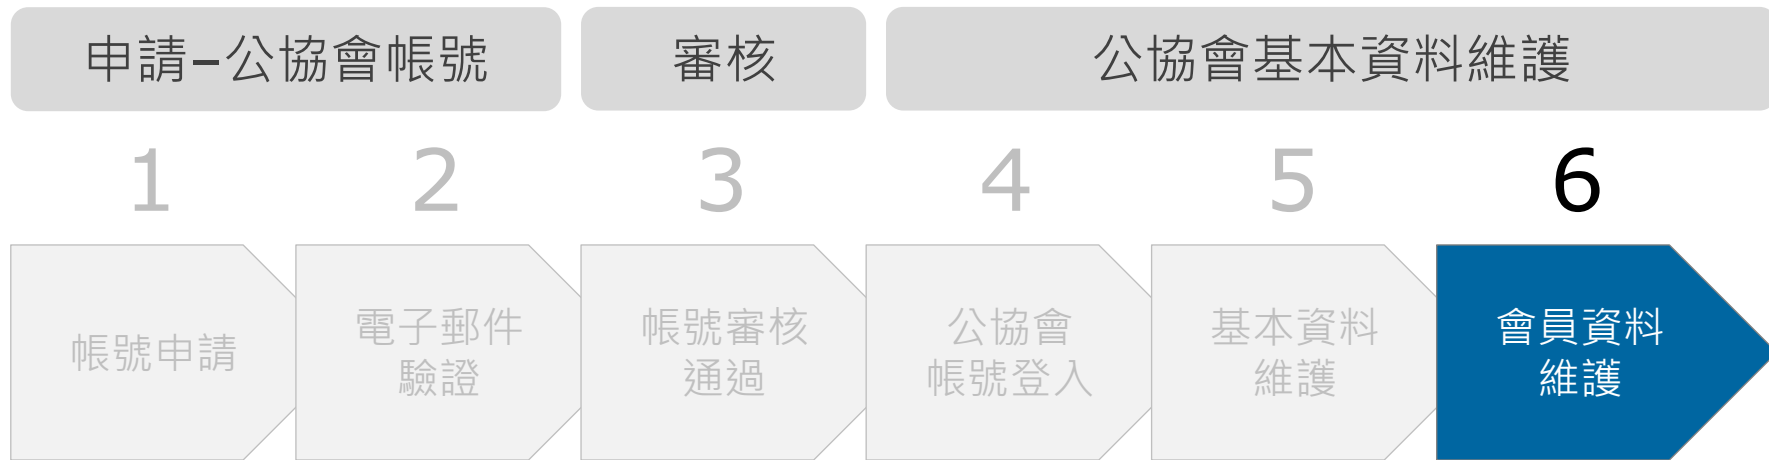 申請–公協會帳號
審核
公協會基本資料維護
1
2
3
4
5
6
帳號申請
電子郵件
驗證
帳號審核
通過
公協會
帳號登入
基本資料
維護
會員資料
維護